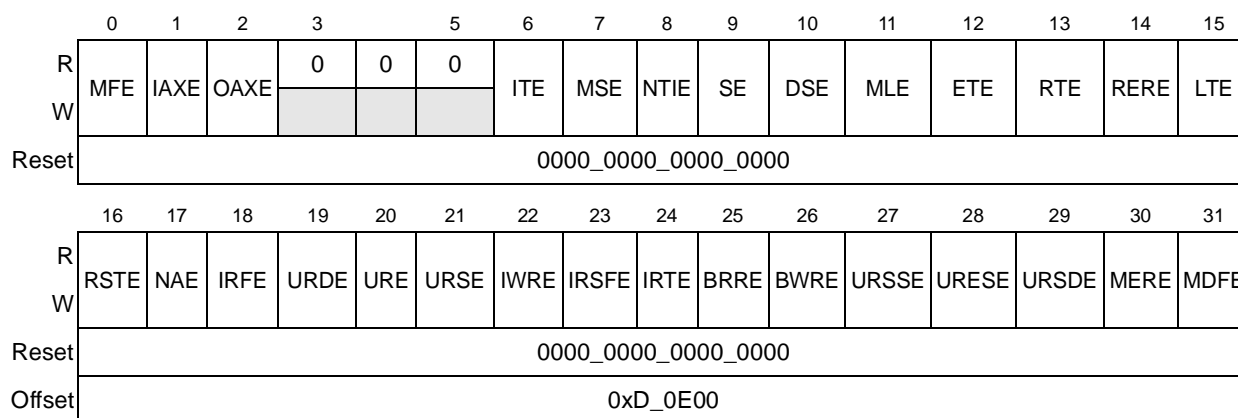 0 1 2 3 5 6 7 8 9 10 11 12 13 14 15
R MFE IAXE OAXE 0 0 0 ITE MSE NTIE SE DSE MLE ETE RTE RERE LTE
W
Reset 0000_0000_0000_0000
16 17 18 19 20 21 22 23 24 25 26 27 28 29 30 31
R RSTE NAE IRFE URDE URE URSE IWRE IRSFE IRTE BRRE BWRE URSSE URESE URSDE MERE MDFE
W
Reset 0000_0000_0000_0000
Offset 0xD_0E00